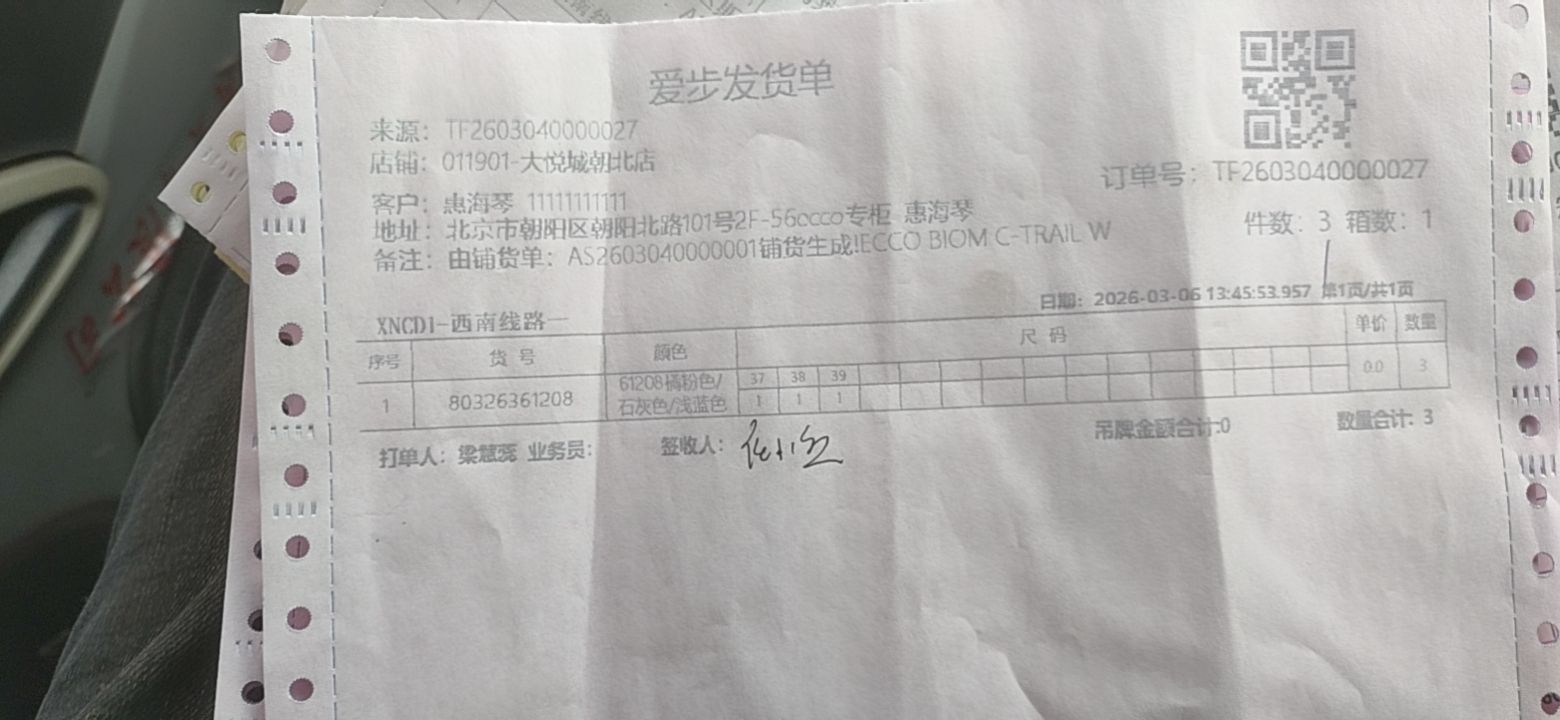 爱步发货单
来源：TF2603040000027
店铺：011901-大悦城朝北店
订单号：TF2603040000027
客户：惠海琴 11111111111
地址：北京市朝阳区朝阳北路101号2F-56ecco专柜 惠海琴
件数：3 箱数：1
备注：由铺货单：AS2603040000001铺货生成!ECCO BIOM C-TRAIL W
日期：2026-03-06 13:45:53.957 第1页/共1页
XNCD1-西南线路一
序号 货号 颜色 尺码 单价 数量
37 38 39
1 80326361208 61208橘粉色/石灰色/浅蓝色 1 1 1 0.0 3
打单人：梁慧蕊 业务员： 签收人： 吊牌金额合计:0 数量合计: 3